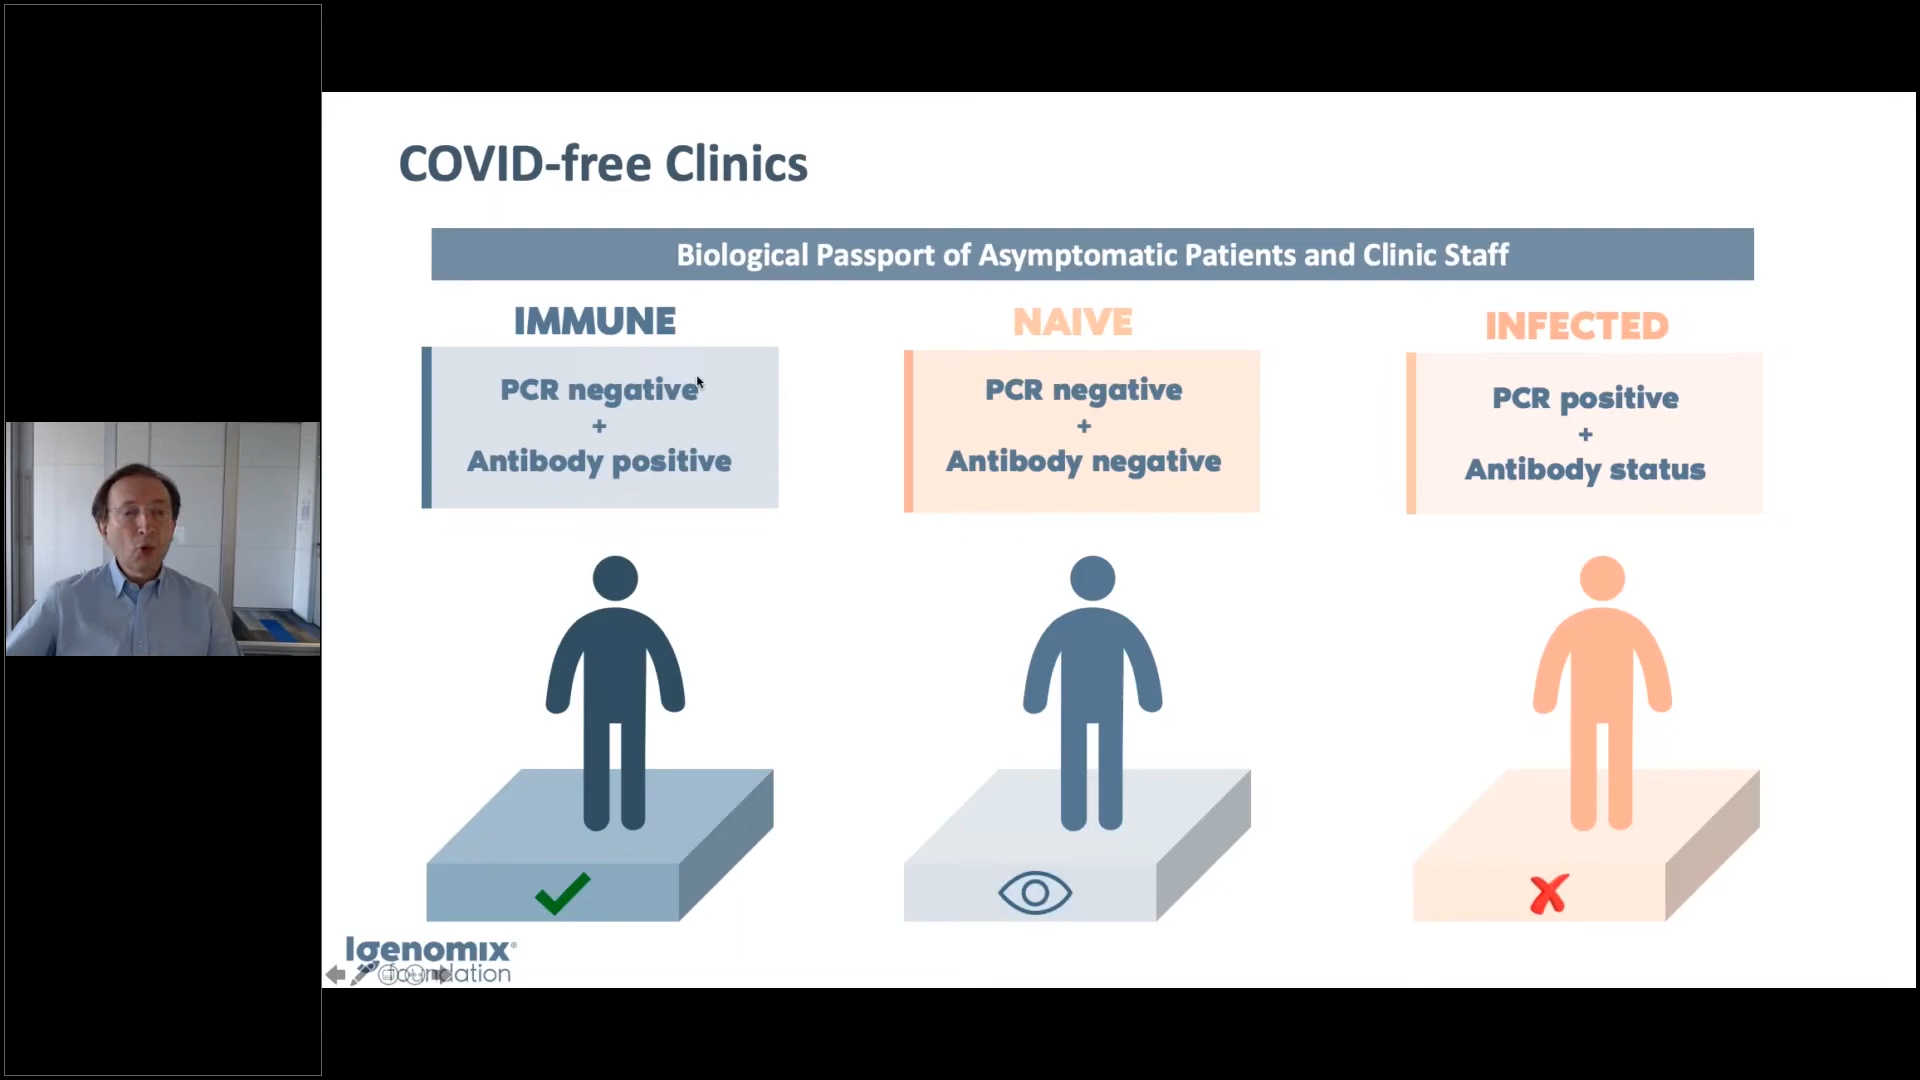 COVID-free Clinics
Biological Passport of Asymptomatic Patients and Clinic Staff
IMMUNE
PCR negative
+
Antibody positive
NAIVE
PCR negative
+
Antibody negative
INFECTED
PCR positive
+
Antibody status
Igenomix®
foundation